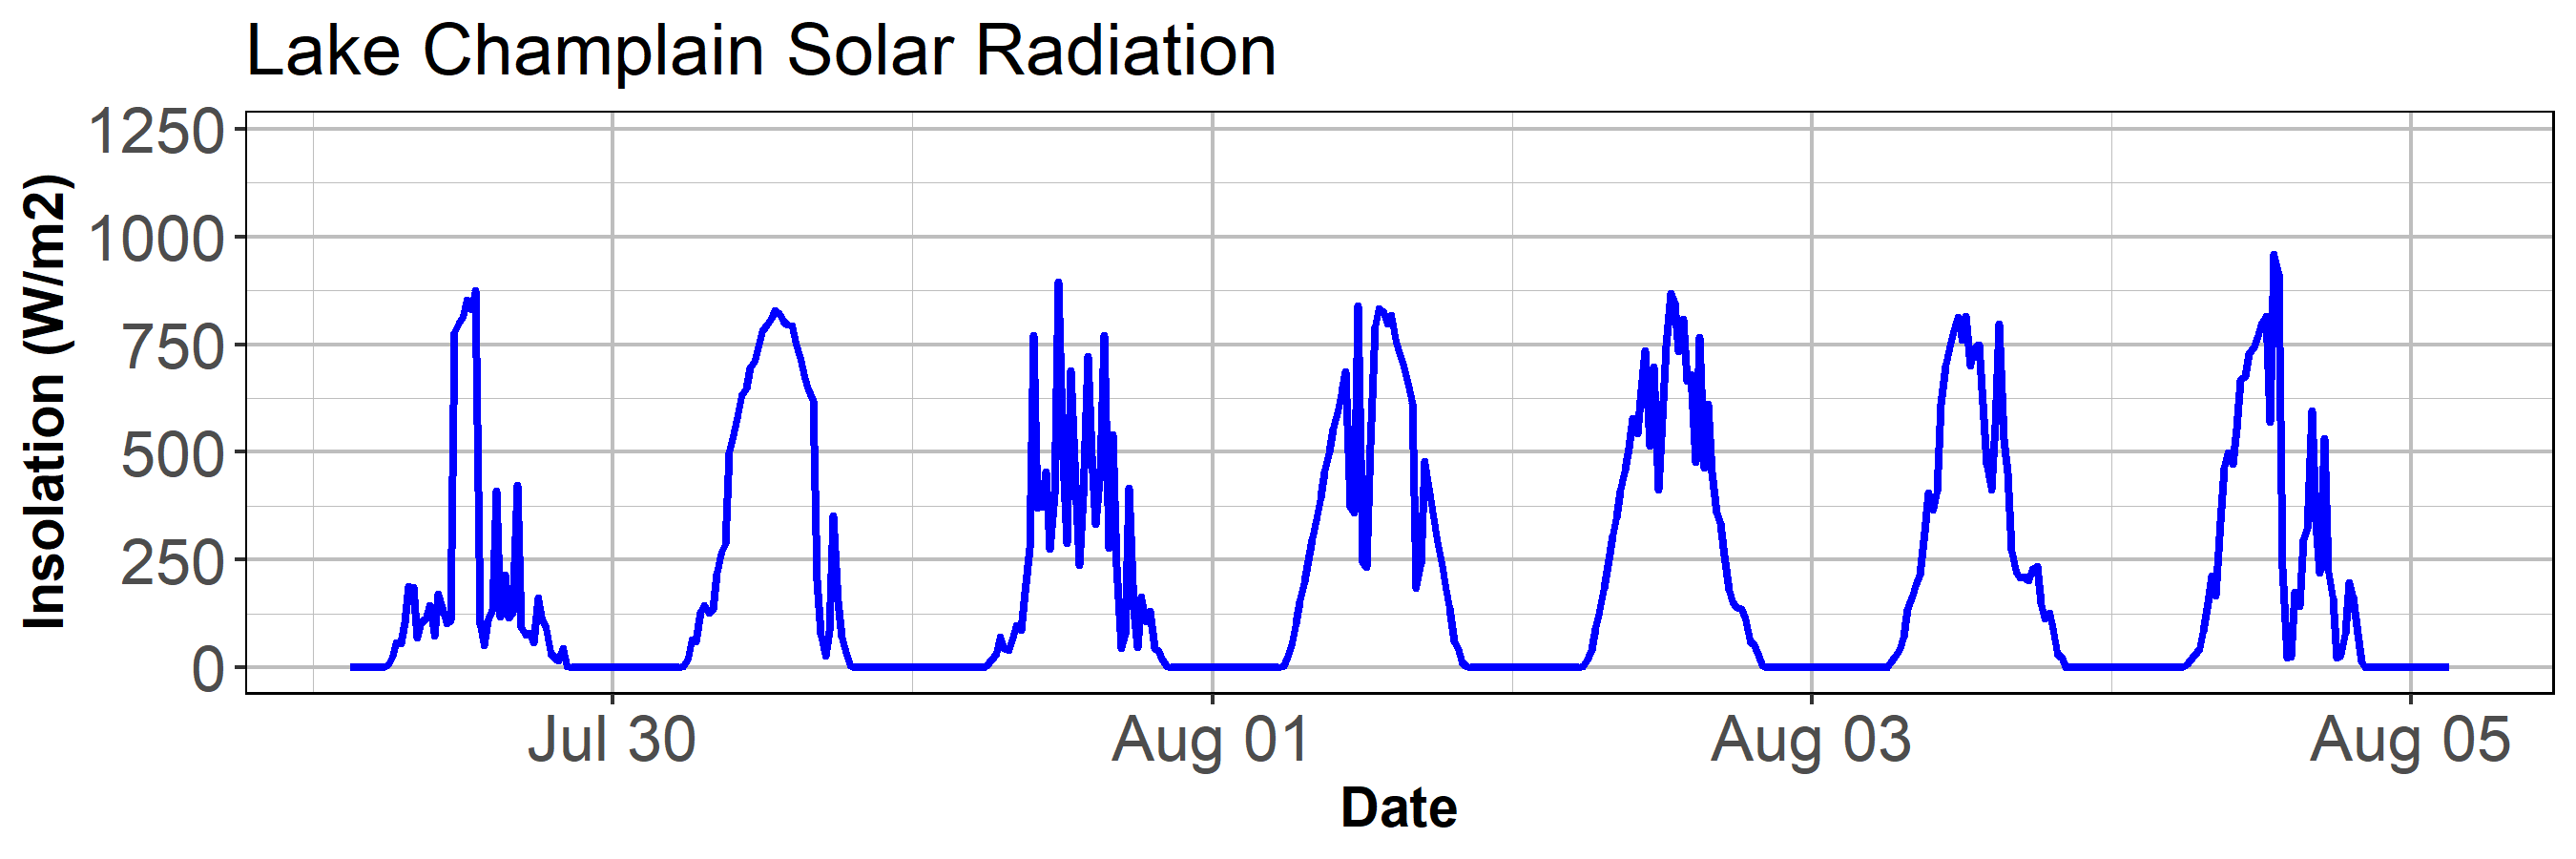 Lake Champlain Solar Radiation
Insolation (W/m2)
1250
1000
750
500
250
0
Jul 30
Aug 01
Aug 03
Aug 05
Date